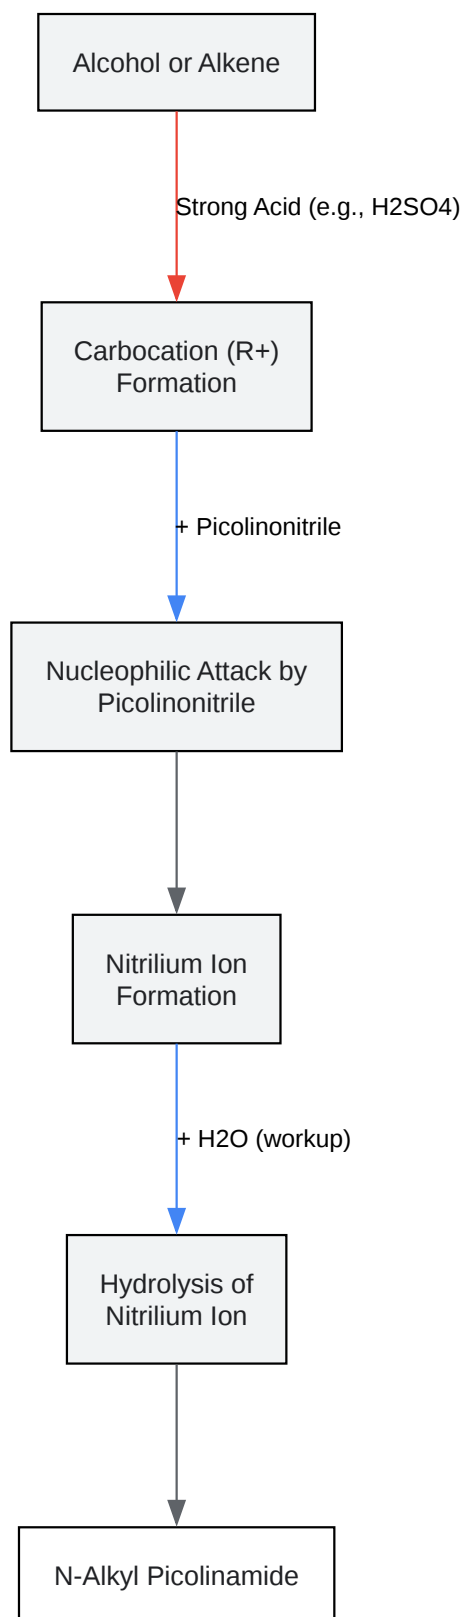 Alcohol or Alkene
Strong Acid (e.g., H2SO4)
Carbocation (R+)
Formation
+ Picolinonitrile
Nucleophilic Attack by
Picolinonitrile
Nitrilium Ion
Formation
+ H2O (workup)
Hydrolysis of
Nitrilium Ion
N-Alkyl Picolinamide